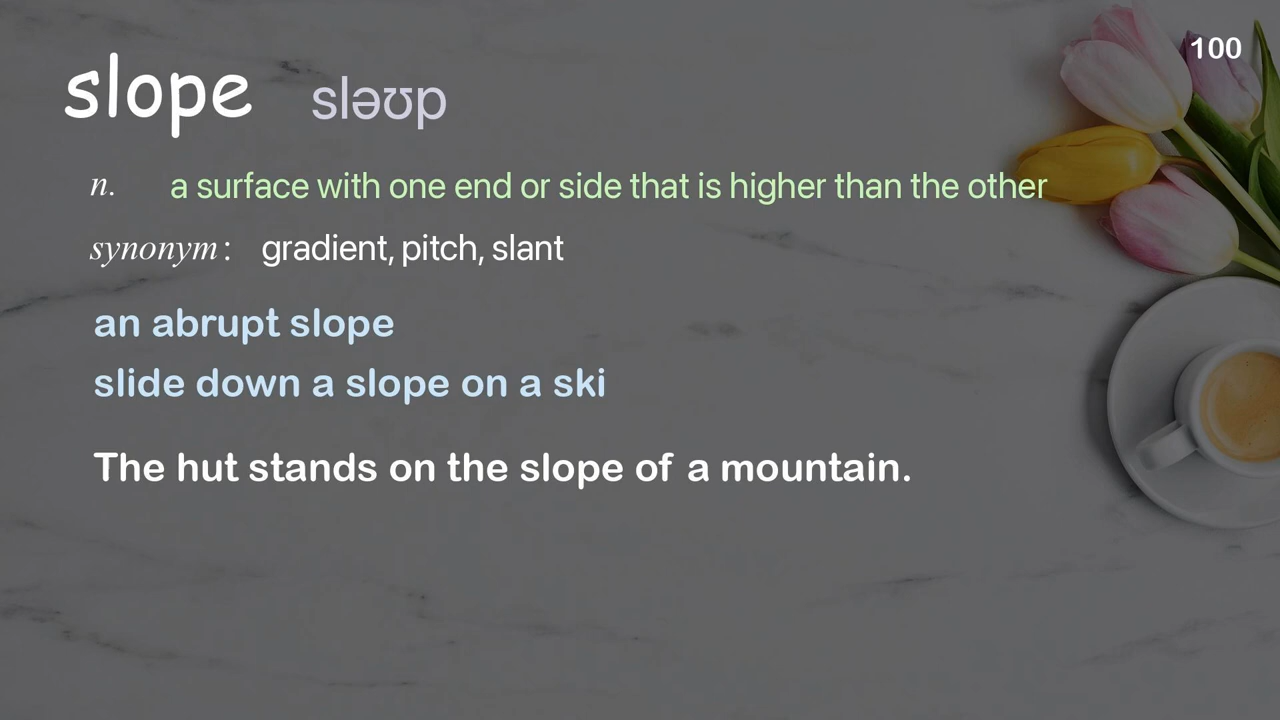 100
slope sləʊp
n. a surface with one end or side that is higher than the other
synonym: gradient, pitch, slant
an abrupt slope
slide down a slope on a ski
The hut stands on the slope of a mountain.